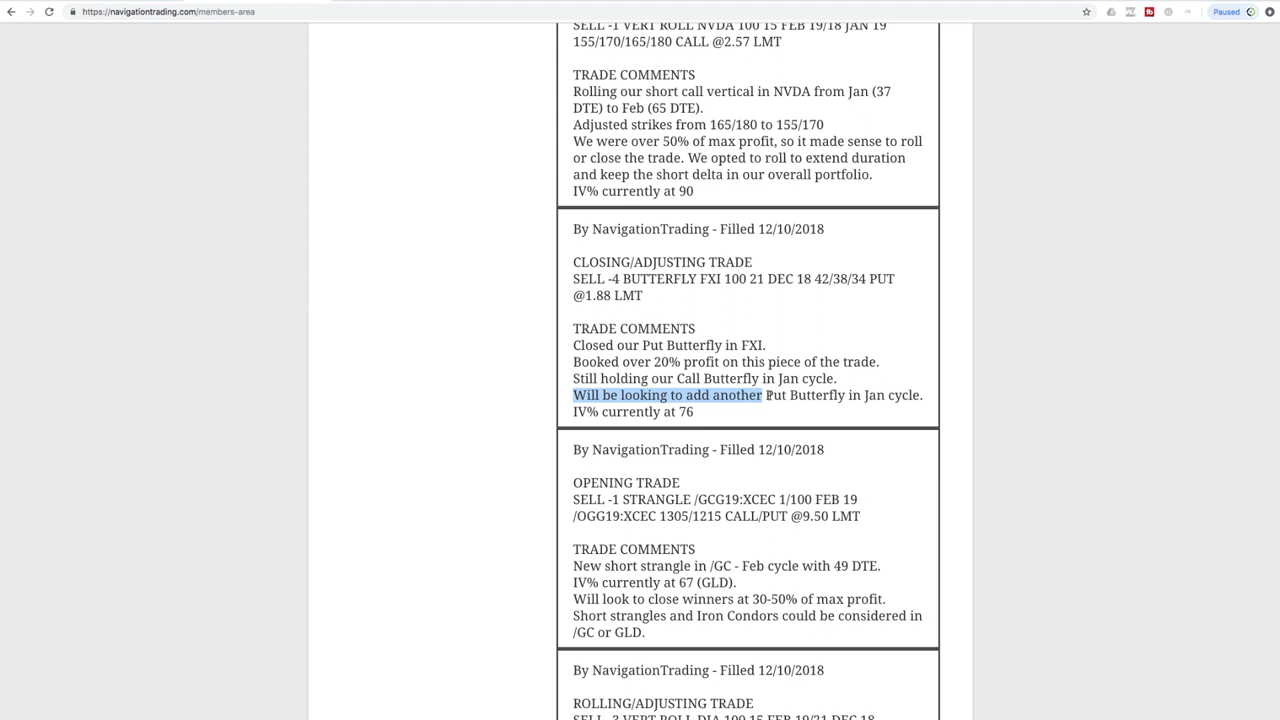 https://navigationtrading.com/members-area
Paused
SELL -1 VERT ROLL NVDA 100 15 FEB 19/18 JAN 19
155/170/165/180 CALL @2.57 LMT
TRADE COMMENTS
Rolling our short call vertical in NVDA from Jan (37
DTE) to Feb (65 DTE).
Adjusted strikes from 165/180 to 155/170
We were over 50% of max profit, so it made sense to roll
or close the trade. We opted to roll to extend duration
and keep the short delta in our overall portfolio.
IV% currently at 90
By NavigationTrading - Filled 12/10/2018
CLOSING/ADJUSTING TRADE
SELL -4 BUTTERFLY FXI 100 21 DEC 18 42/38/34 PUT
@1.88 LMT
TRADE COMMENTS
Closed our Put Butterfly in FXI.
Booked over 20% profit on this piece of the trade.
Still holding our Call Butterfly in Jan cycle.
Will be looking to add another Put Butterfly in Jan cycle.
IV% currently at 76
By NavigationTrading - Filled 12/10/2018
OPENING TRADE
SELL -1 STRANGLE /GCG19:XCEC 1/100 FEB 19
/OGG19:XCEC 1305/1215 CALL/PUT @9.50 LMT
TRADE COMMENTS
New short strangle in /GC - Feb cycle with 49 DTE.
IV% currently at 67 (GLD).
Will look to close winners at 30-50% of max profit.
Short strangles and Iron Condors could be considered in
/GC or GLD.
By NavigationTrading - Filled 12/10/2018
ROLLING/ADJUSTING TRADE
SELL -3 VERT ROLL DIA 100 15 FEB 19/21 DEC 18